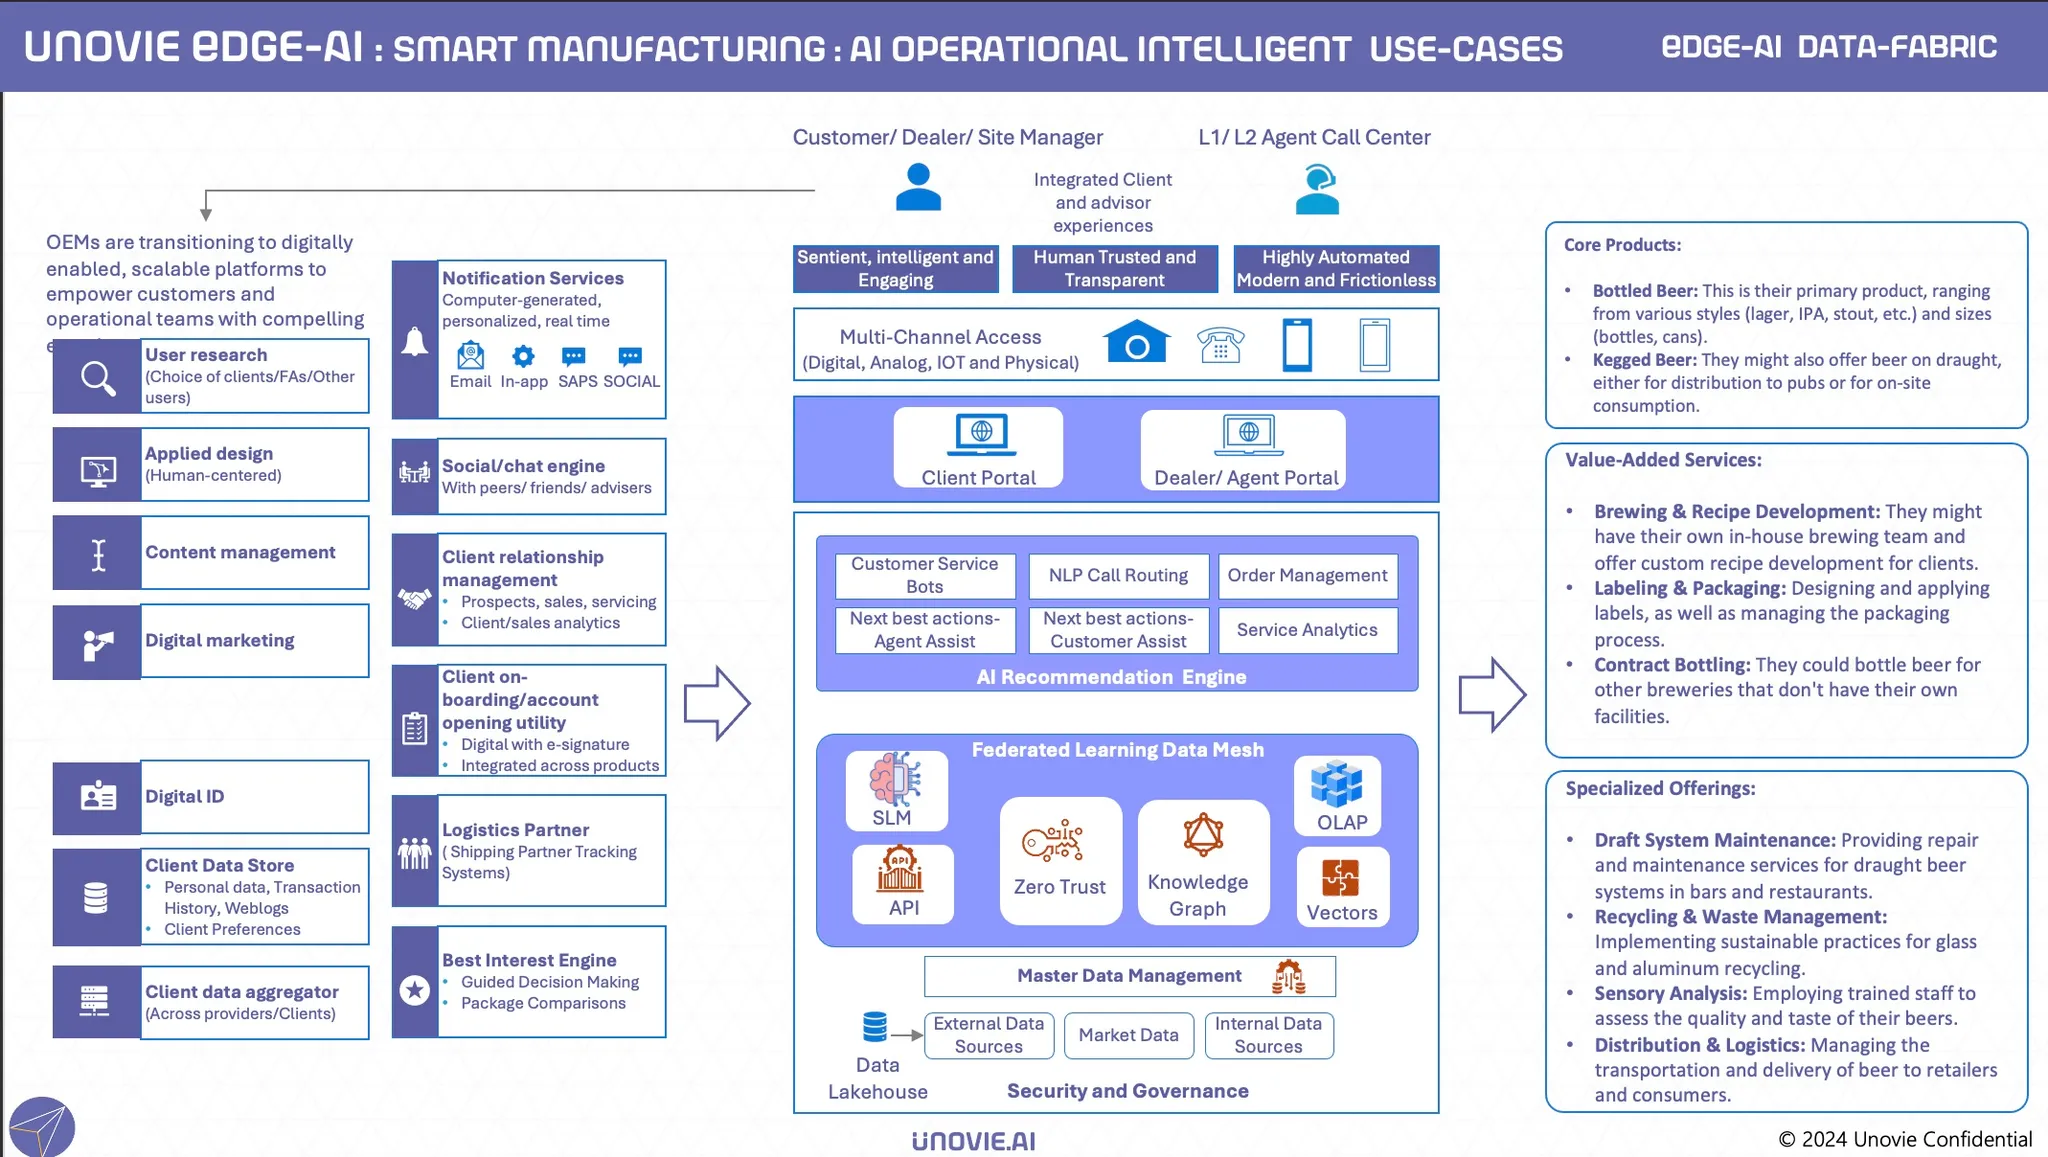 UNOVIE EDGE-AI : SMART MANUFACTURING : AI OPERATIONAL INTELLIGENT USE-CASES
EDGE-AI DATA-FABRIC
Customer/ Dealer/ Site Manager
L1/ L2 Agent Call Center
Integrated Client
and advisor
experiences
OEMs are transitioning to digitally
enabled, scalable platforms to
empower customers and
operational teams with compelling
User research
(Choice of clients/FAs/Other
users)
Applied design
(Human-centered)
Content management
Digital marketing
Digital ID
Client Data Store
• Personal data, Transaction
History, Weblogs
• Client Preferences
Client data aggregator
(Across providers/Clients)
Notification Services
Computer-generated,
personalized, real time
Email In-app SAPS SOCIAL
Social/chat engine
With peers/ friends/ advisers
Client relationship
management
• Prospects, sales, servicing
• Client/sales analytics
Client on-
boarding/account
opening utility
• Digital with e-signature
• Integrated across products
Logistics Partner
( Shipping Partner Tracking
Systems)
Best Interest Engine
• Guided Decision Making
• Package Comparisons
Sentient, intelligent and
Engaging
Human Trusted and
Transparent
Highly Automated
Modern and Frictionless
Multi-Channel Access
(Digital, Analog, IOT and Physical)
Client Portal
Dealer/ Agent Portal
Customer Service
Bots
NLP Call Routing
Order Management
Next best actions-
Agent Assist
Next best actions-
Customer Assist
Service Analytics
AI Recommendation Engine
Federated Learning Data Mesh
SLM
API
API
Zero Trust
Knowledge
Graph
OLAP
Vectors
Master Data Management
Data
Lakehouse
External Data
Sources
Market Data
Internal Data
Sources
Security and Governance
Core Products:
• Bottled Beer: This is their primary product, ranging
from various styles (lager, IPA, stout, etc.) and sizes
(bottles, cans).
• Kegged Beer: They might also offer beer on draught,
either for distribution to pubs or for on-site
consumption.
Value-Added Services:
• Brewing & Recipe Development: They might
have their own in-house brewing team and
offer custom recipe development for clients.
• Labeling & Packaging: Designing and applying
labels, as well as managing the packaging
process.
• Contract Bottling: They could bottle beer for
other breweries that don't have their own
facilities.
Specialized Offerings:
• Draft System Maintenance: Providing repair
and maintenance services for draught beer
systems in bars and restaurants.
• Recycling & Waste Management:
Implementing sustainable practices for glass
and aluminum recycling.
• Sensory Analysis: Employing trained staff to
assess the quality and taste of their beers.
• Distribution & Logistics: Managing the
transportation and delivery of beer to retailers
and consumers.
UNOVIE.AI
© 2024 Unovie Confidential